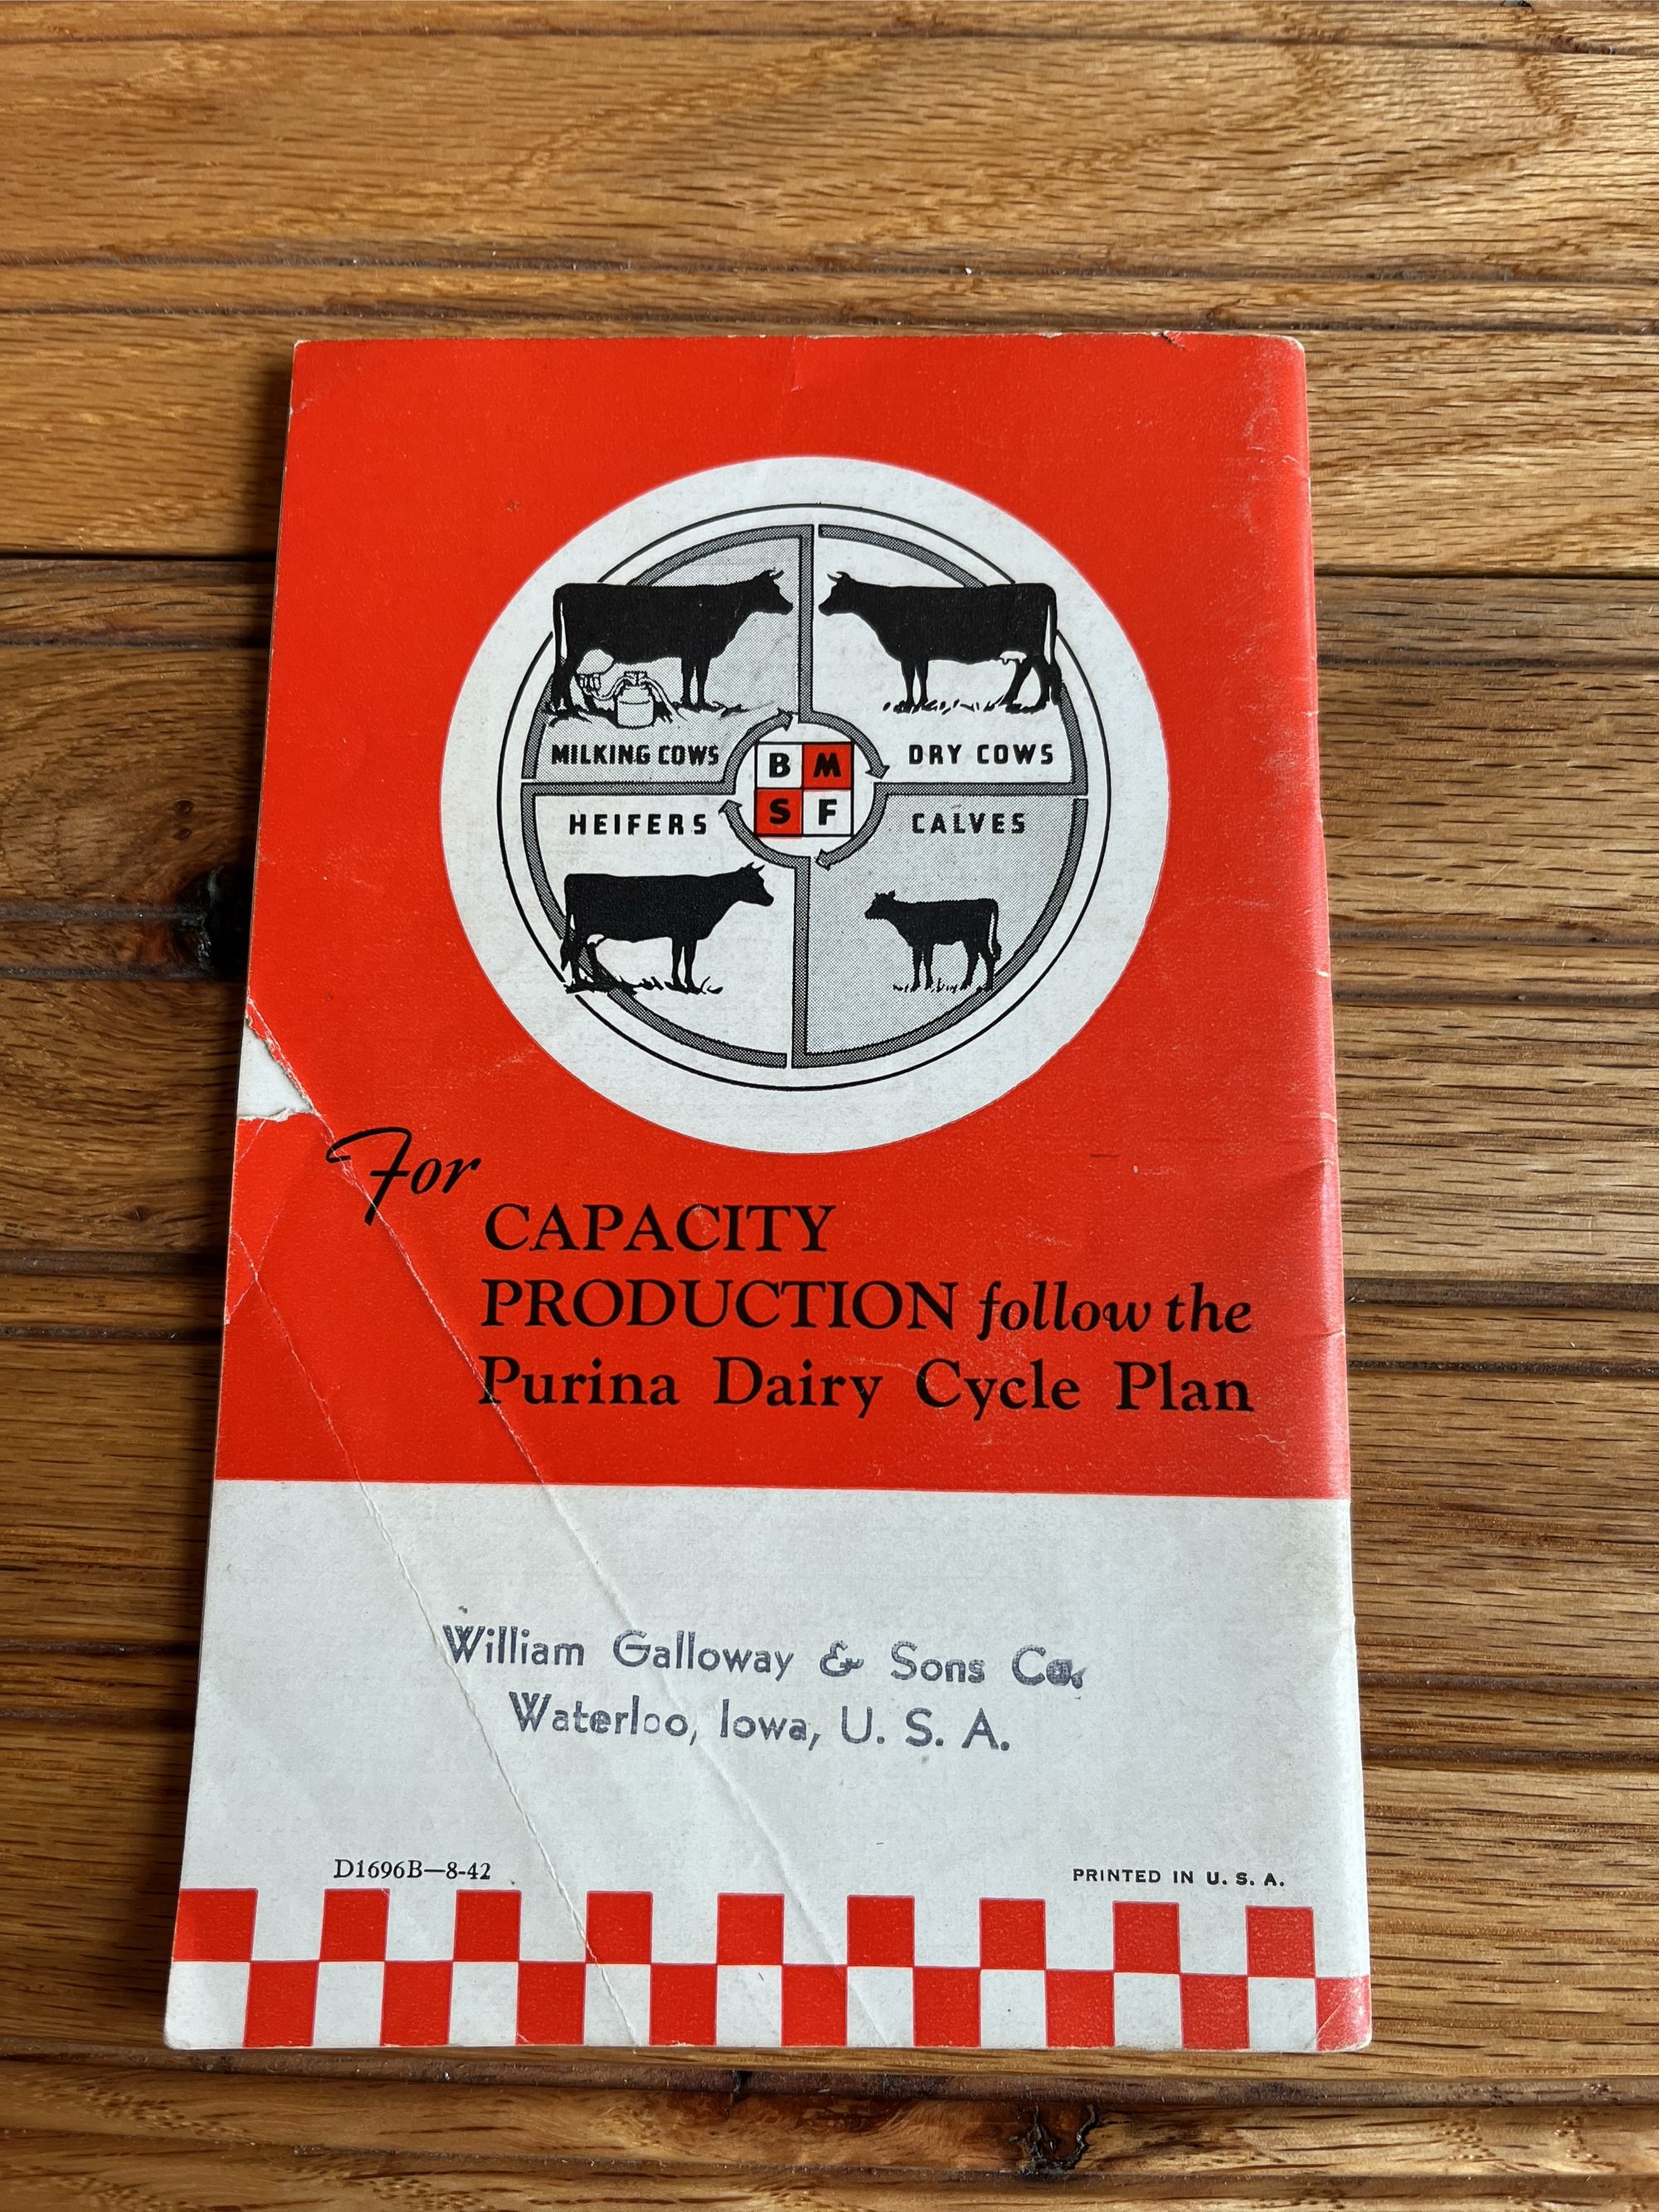 MILKING COWS
DRY COWS
B M
S F
HEIFERS
CALVES
For
CAPACITY
PRODUCTION follow the
Purina Dairy Cycle Plan
William Galloway & Sons Co.
Waterloo, Iowa, U. S. A.
D1696B—8-42
PRINTED IN U. S. A.